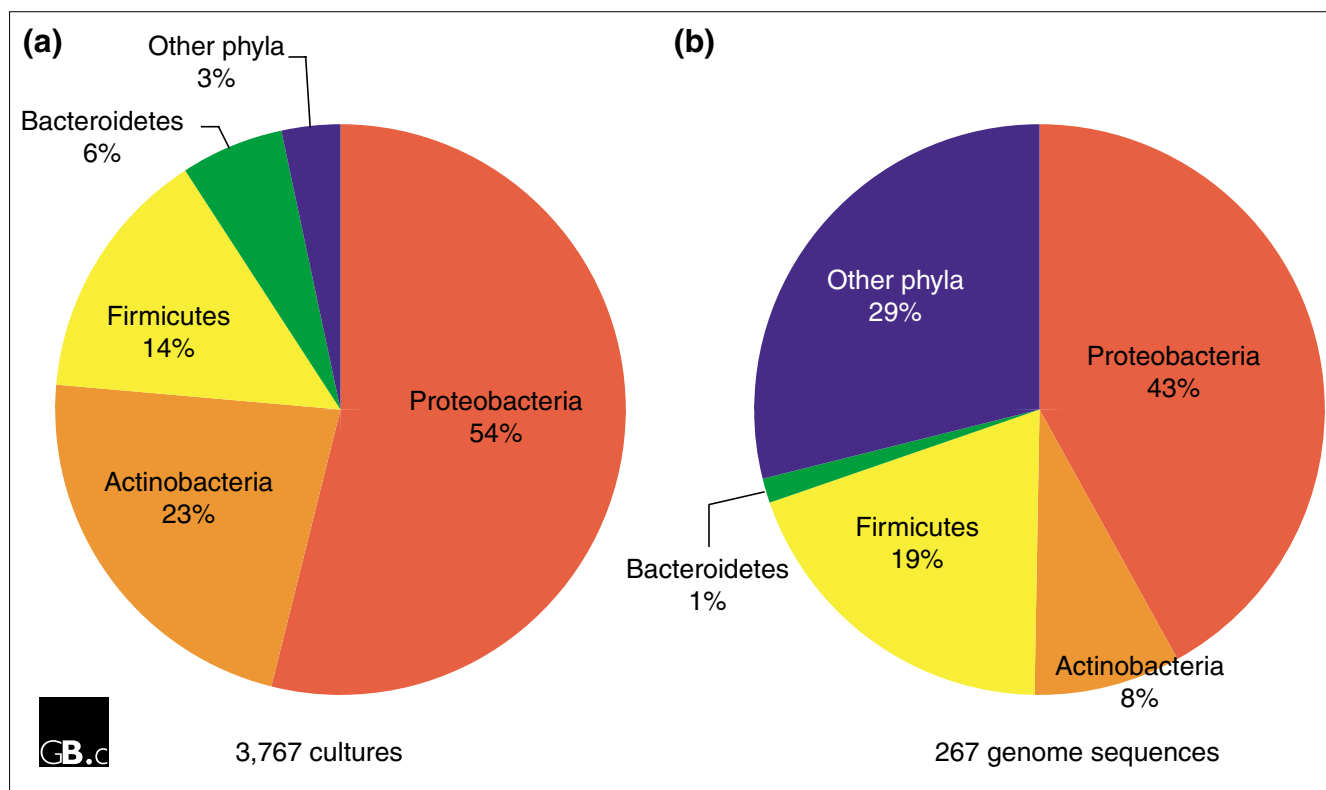 (a)
Other phyla
3%
Bacteroidetes
6%
Firmicutes
14%
Actinobacteria
23%
Proteobacteria
54%
GB.c
3,767 cultures
(b)
Other phyla
29%
Proteobacteria
43%
Bacteroidetes
1%
Firmicutes
19%
Actinobacteria
8%
267 genome sequences